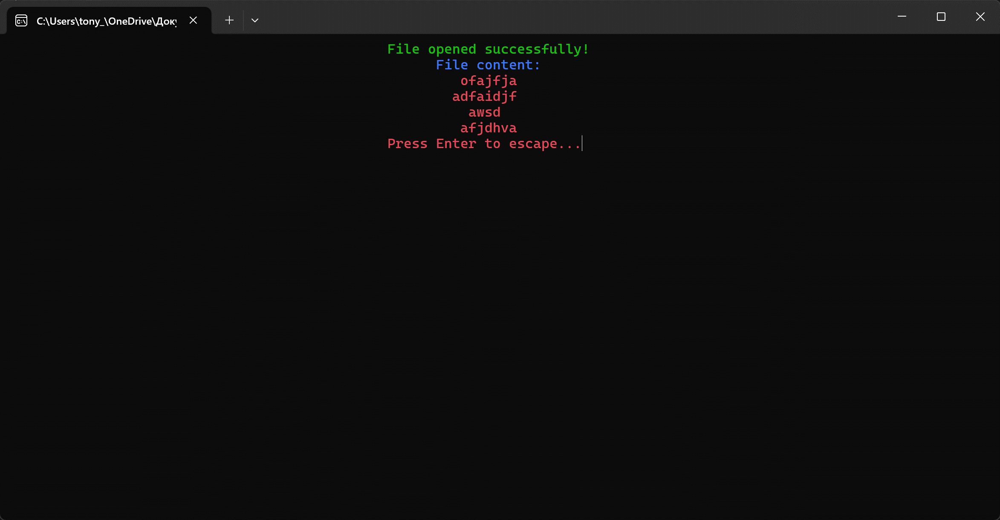 C:\Users\tony_\OneDrive\Доку
File opened successfully!
File content:
ofajfja
adfaidjf
awsd
afjdhva
Press Enter to escape...